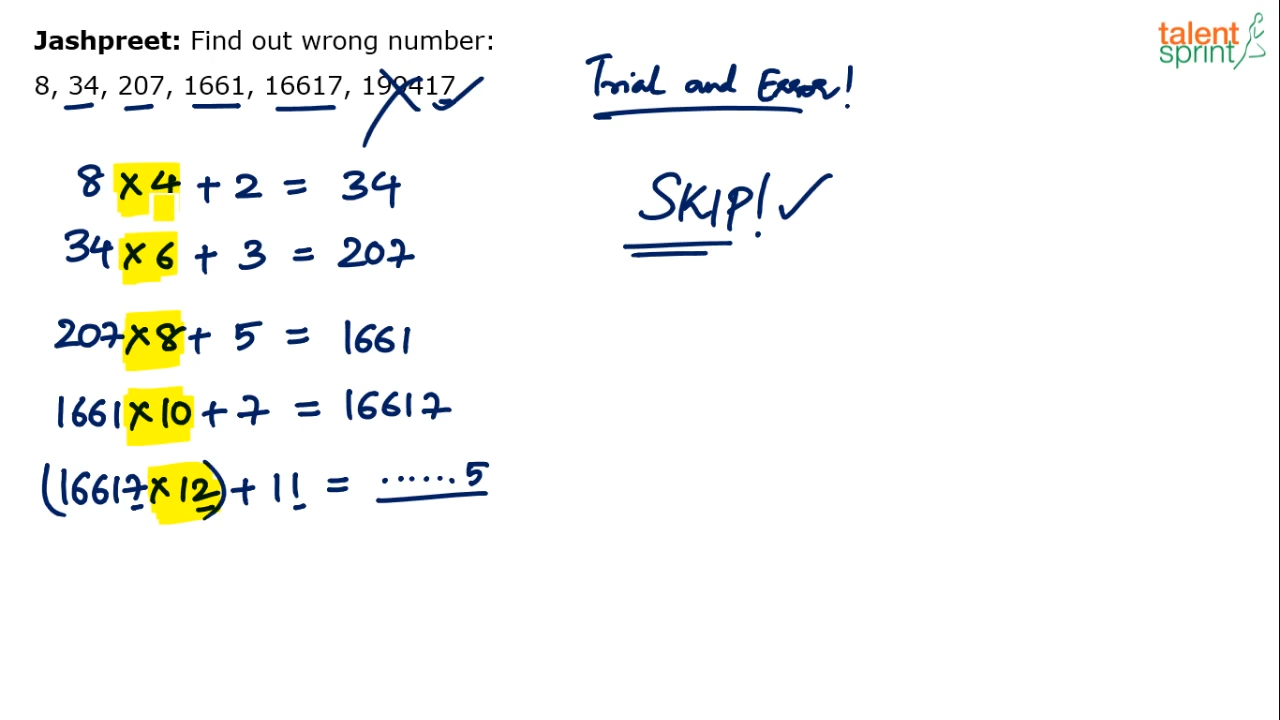 Jashpreet: Find out wrong number:
8, 34, 207, 1661, 16617, 199417
Trial and Error!
talent
sprint
SKIP! ✓
8 × 4 + 2 = 34
34 × 6 + 3 = 207
207 × 8 + 5 = 1661
1661 × 10 + 7 = 16617
(16617 × 12) + 11 = ......5